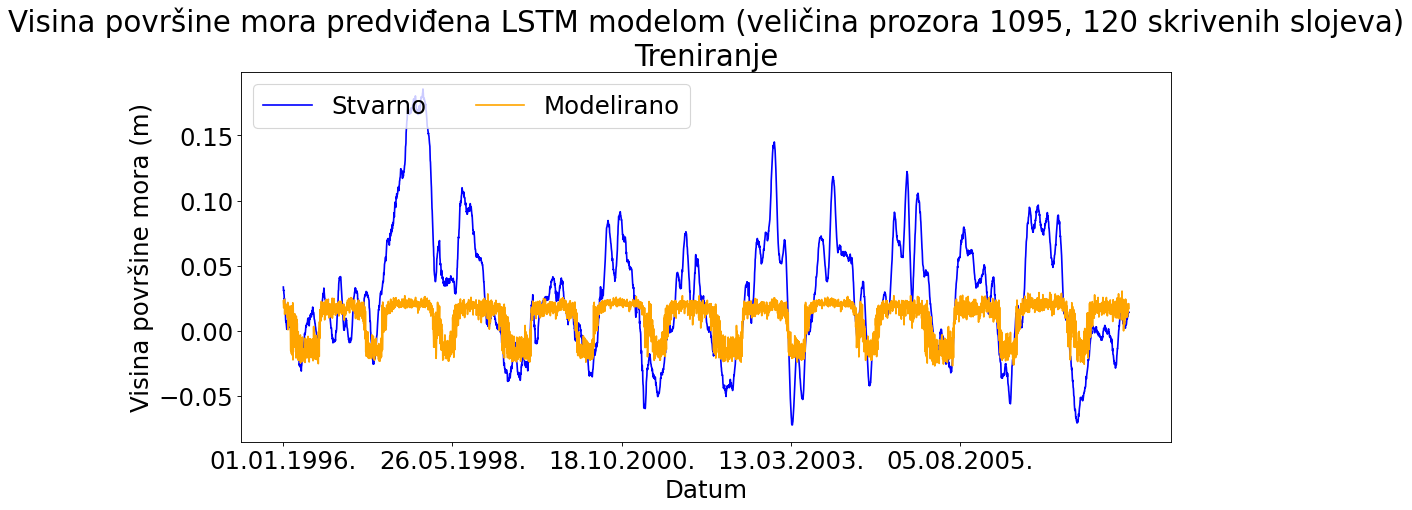 Visina površine mora predviđena LSTM modelom (veličina prozora 1095, 120 skrivenih slojeva)
Treniranje
Stvarno Modelirano
Visina površine mora (m)
0.15
0.10
0.05
0.00
−0.05
01.01.1996. 26.05.1998. 18.10.2000. 13.03.2003. 05.08.2005.
Datum